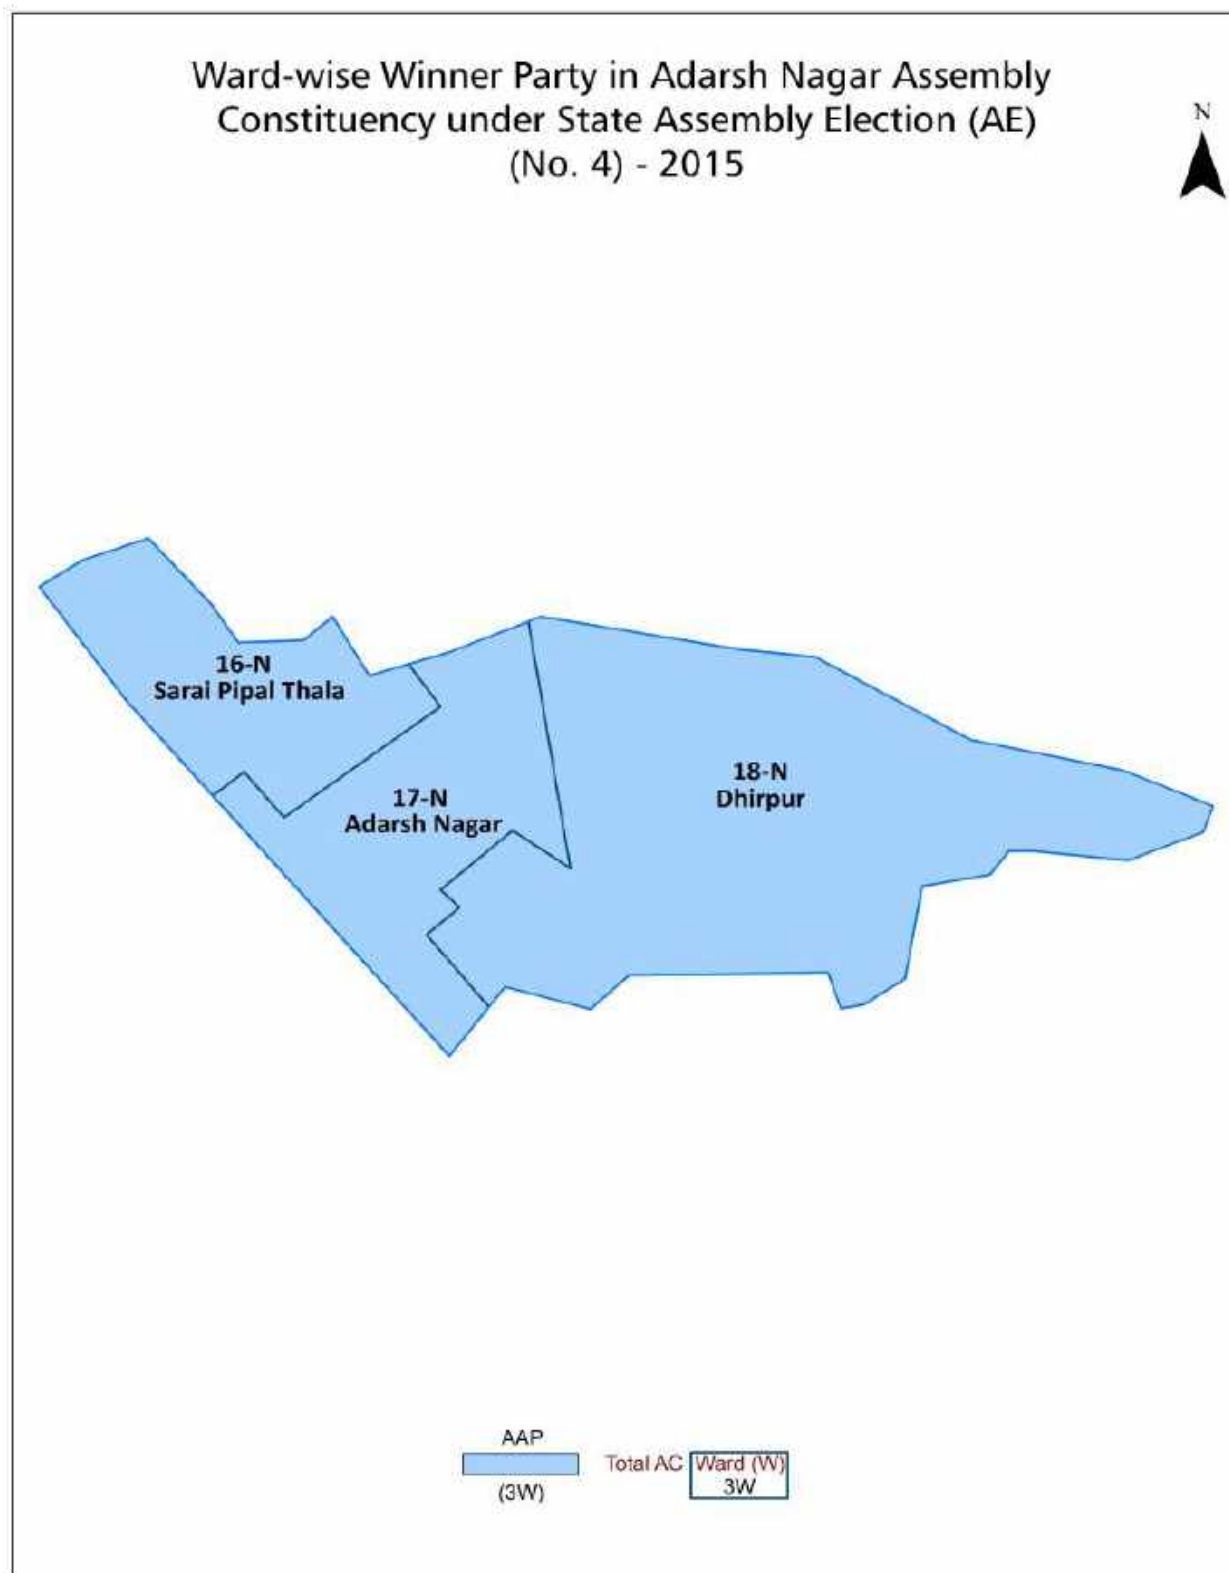 Ward-wise Winner Party in Adarsh Nagar Assembly
Constituency under State Assembly Election (AE)
(No. 4) - 2015
N
16-N
Sarai Pipal Thala
17-N
Adarsh Nagar
18-N
Dhirpur
AAP
(3W)
Total AC
Ward (W)
3W